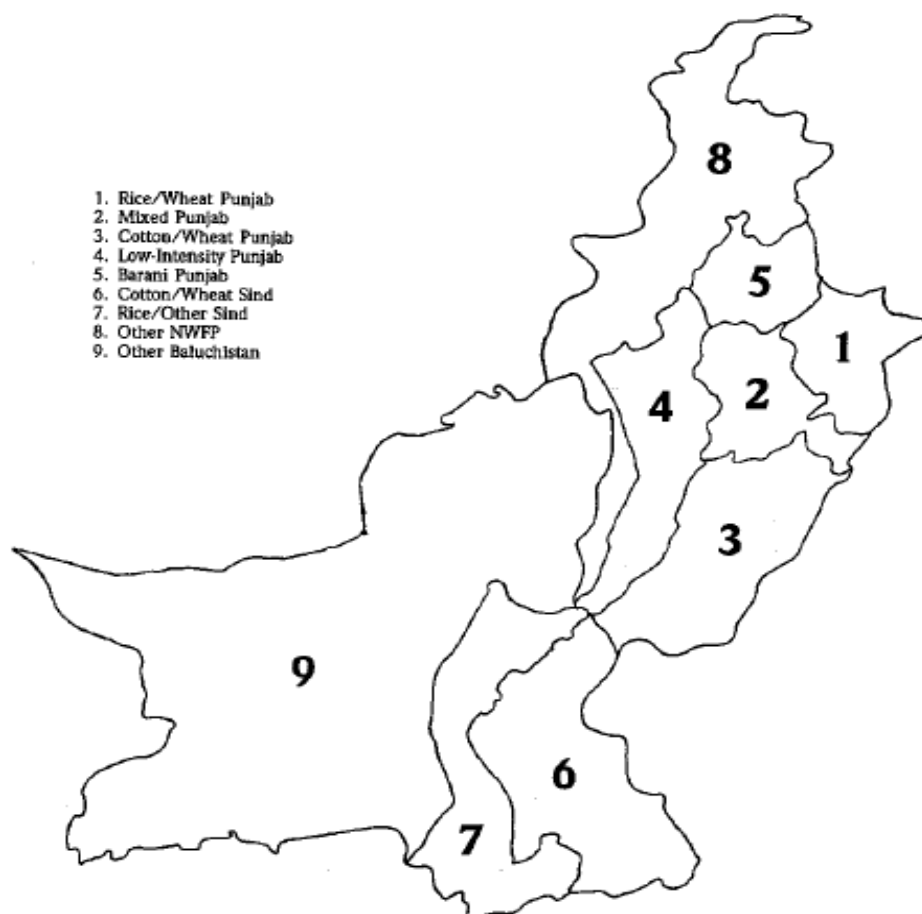 1. Rice/Wheat Punjab
2. Mixed Punjab
3. Cotton/Wheat Punjab
4. Low-Intensity Punjab
5. Barani Punjab
6. Cotton/Wheat Sind
7. Rice/Other Sind
8. Other NWFP
9. Other Baluchistan
8
5
1
2
4
3
9
6
7